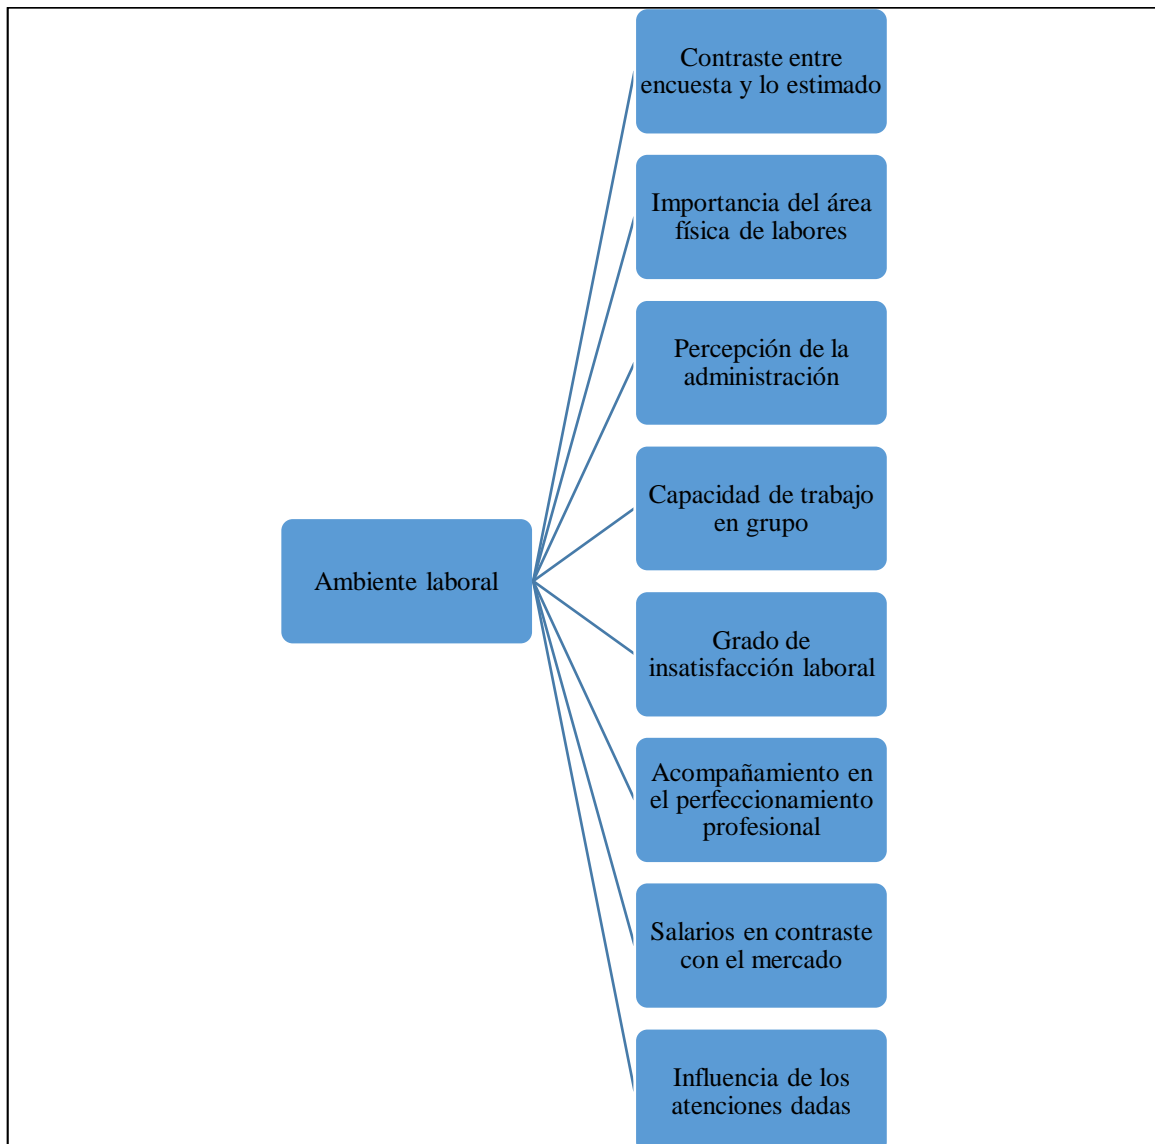 Contraste entre
encuesta y lo estimado
Importancia del área
física de labores
Percepción de la
administración
Capacidad de trabajo
en grupo
Ambiente laboral
Grado de
insatisfacción laboral
Acompañamiento en
el perfeccionamiento
profesional
Salarios en contraste
con el mercado
Influencia de los
atenciones dadas